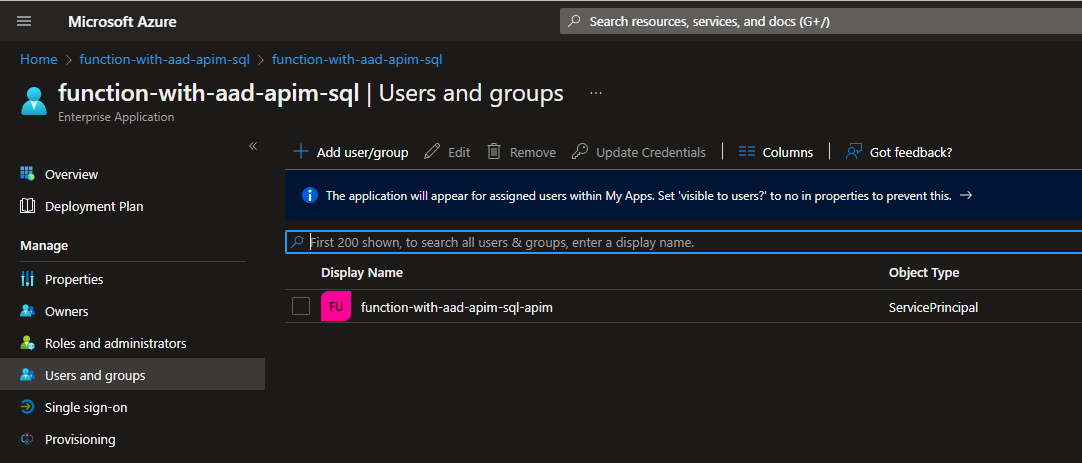 Microsoft Azure
Search resources, services, and docs (G+/)
Home > function-with-aad-apim-sql > function-with-aad-apim-sql
function-with-aad-apim-sql | Users and groups ...
Enterprise Application
«
Overview
Deployment Plan
Manage
Properties
Owners
Roles and administrators
Users and groups
Single sign-on
Provisioning
Add user/group Edit Remove Update Credentials Columns Got feedback?
The application will appear for assigned users within My Apps. Set 'visible to users?' to no in properties to prevent this. →
First 200 shown, to search all users & groups, enter a display name.
Display Name Object Type
FU function-with-aad-apim-sql-apim ServicePrincipal